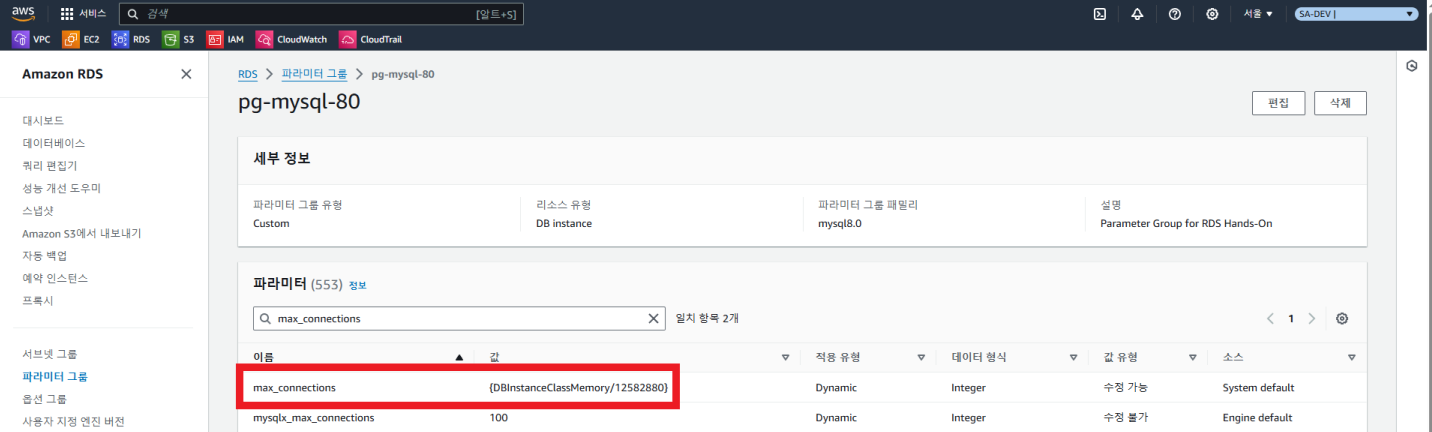 aws 서비스 검색 [알트+S] 서울 ▼ SA-DEV | ▼
VPC EC2 RDS S3 IAM CloudWatch CloudTrail
Amazon RDS
대시보드
데이터베이스
쿼리 편집기
성능 개선 도우미
스냅샷
Amazon S3에서 내보내기
자동 백업
예약 인스턴스
프록시
서브넷 그룹
파라미터 그룹
옵션 그룹
사용자 지정 엔진 버전
RDS > 파라미터 그룹 > pg-mysql-80
pg-mysql-80 편집 삭제
세부 정보
파라미터 그룹 유형 리소스 유형 파라미터 그룹 패밀리 설명
Custom DB instance mysql8.0 Parameter Group for RDS Hands-On
파라미터 (553) 정보
max_connections 일치 항목 2개 1
이름 값 적용 유형 데이터 형식 값 유형 소스
max_connections {DBInstanceClassMemory/12582880} Dynamic Integer 수정 가능 System default
mysqlx_max_connections 100 Dynamic Integer 수정 불가 Engine default